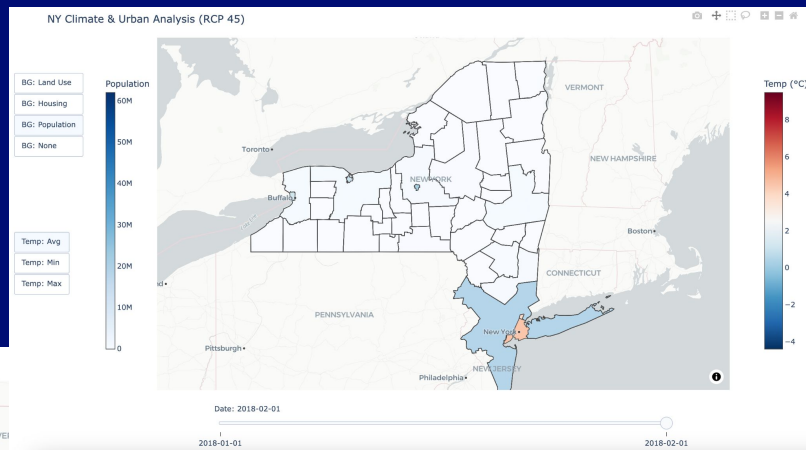 NY Climate & Urban Analysis (RCP 45)
BG: Land Use
BG: Housing
BG: Population
BG: None
Temp: Avg
Temp: Min
Temp: Max
Population
60M
50M
40M
30M
20M
10M
0
Toronto
Buffalo
NEW YORK
VERMONT
NEW HAMPSHIRE
Boston
CONNECTICUT
PENNSYLVANIA
Pittsburgh
New York
NEW JERSEY
Philadelphia
Temp (°C)
8
6
4
2
0
−2
−4
Date: 2018-02-01
2018-01-01
2018-02-01